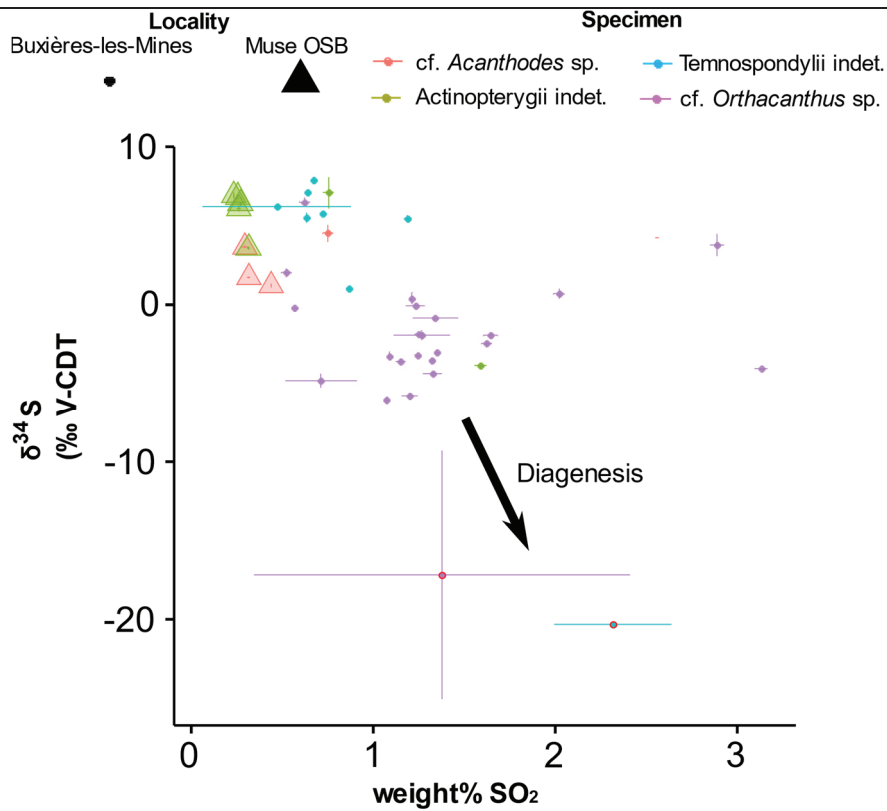 Locality
Specimen
Buxières-les-Mines
Muse OSB
cf. Acanthodes sp.
Temnospondylii indet.
Actinopterygii indet.
cf. Orthacanthus sp.
10
0
-10
-20
δ³⁴S
(‰ V-CDT)
Diagenesis
0 1 2 3
weight% SO₂